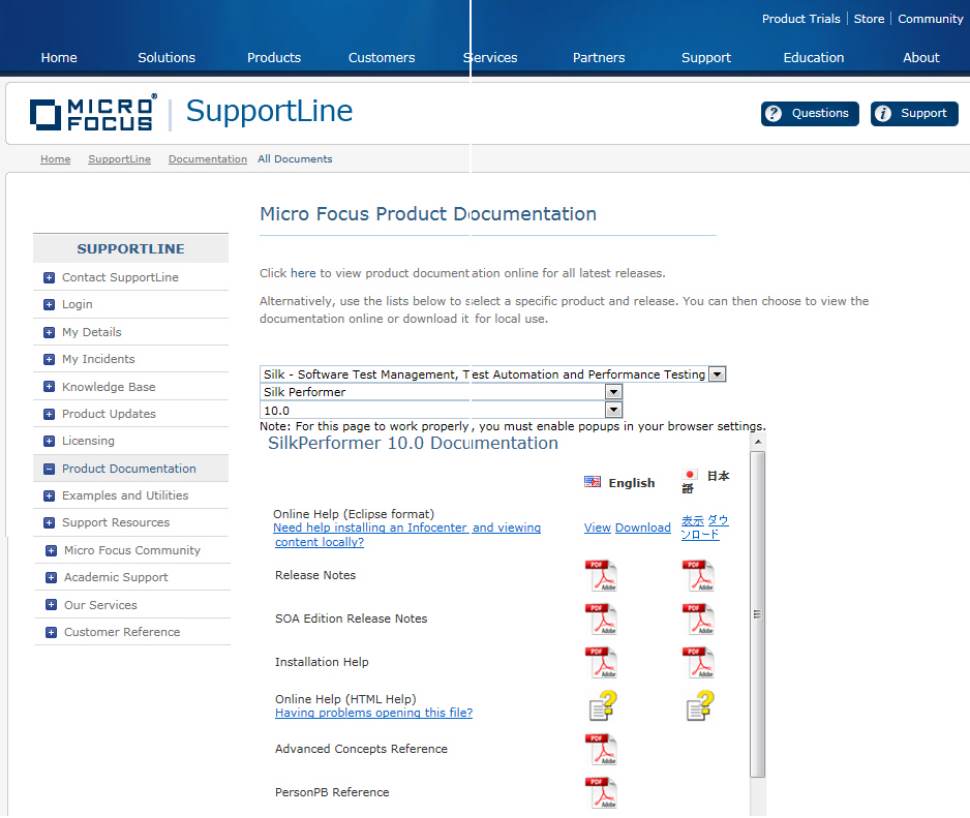 Product Trials | Store | Community
Home Solutions Products Customers Services Partners Support Education About
MICRO FOCUS® | SupportLine
Questions Support
Home SupportLine Documentation All Documents
Micro Focus Product Documentation
SUPPORTLINE
Contact SupportLine
Login
My Details
My Incidents
Knowledge Base
Product Updates
Licensing
Product Documentation
Examples and Utilities
Support Resources
Micro Focus Community
Academic Support
Our Services
Customer Reference
Click here to view product documentation online for all latest releases.
Alternatively, use the lists below to select a specific product and release. You can then choose to view the
documentation online or download it for local use.
Silk - Software Test Management, Test Automation and Performance Testing
Silk Performer
10.0
Note: For this page to work properly, you must enable popups in your browser settings.
SilkPerformer 10.0 Documentation
English 日本
語
Online Help (Eclipse format)
Need help installing an Infocenter and viewing
content locally?
View Download
表示 ダウ
ンロード
Release Notes
PDF Adobe PDF Adobe
SOA Edition Release Notes
PDF Adobe PDF Adobe
Installation Help
PDF Adobe PDF Adobe
Online Help (HTML Help)
Having problems opening this file?
Advanced Concepts Reference
PDF Adobe
PersonPB Reference
PDF Adobe